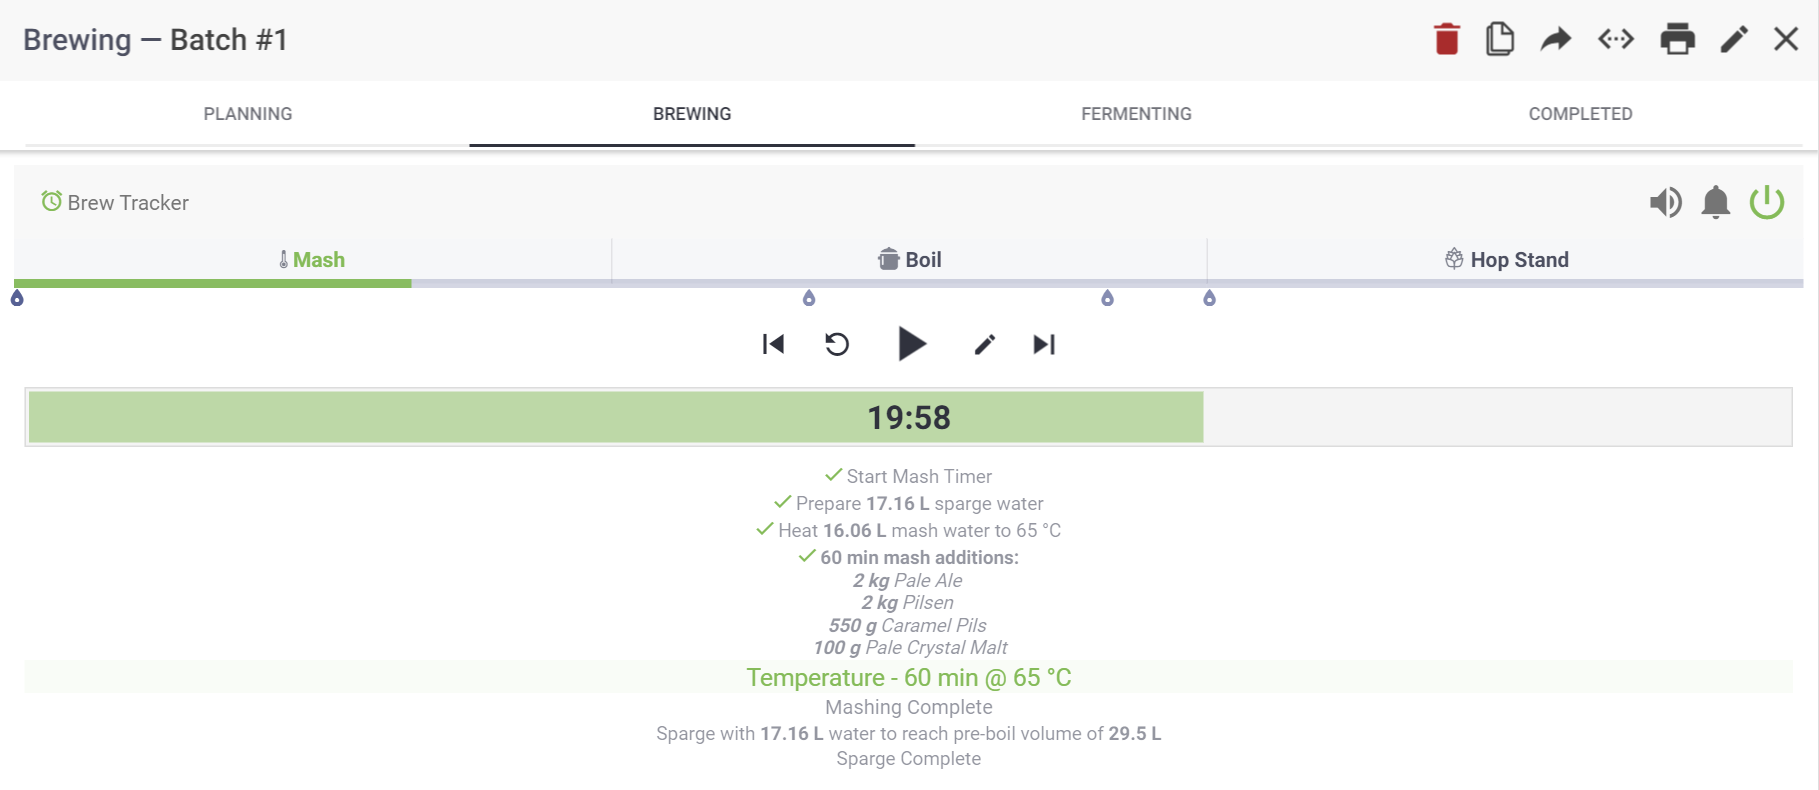 Brewing — Batch #1
PLANNING
BREWING
FERMENTING
COMPLETED
Brew Tracker
Mash
Boil
Hop Stand
19:58
Start Mash Timer
Prepare 17.16 L sparge water
Heat 16.06 L mash water to 65 °C
60 min mash additions:
2 kg Pale Ale
2 kg Pilsen
550 g Caramel Pils
100 g Pale Crystal Malt
Temperature - 60 min @ 65 °C
Mashing Complete
Sparge with 17.16 L water to reach pre-boil volume of 29.5 L
Sparge Complete